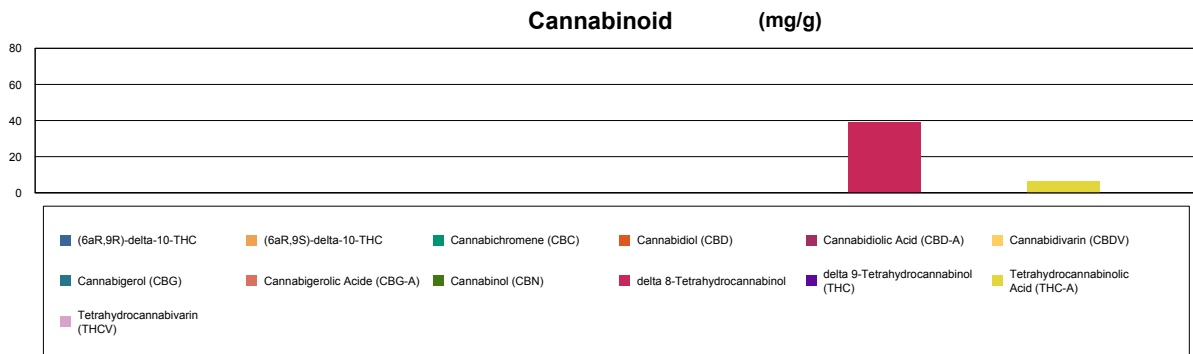 Cannabinoid (mg/g)
80
60
40
20
0
(6aR,9R)-delta-10-THC
(6aR,9S)-delta-10-THC
Cannabichromene (CBC)
Cannabidiol (CBD)
Cannabidiolic Acid (CBD-A)
Cannabidivarin (CBDV)
Cannabigerol (CBG)
Cannabigerolic Acide (CBG-A)
Cannabinol (CBN)
delta 8-Tetrahydrocannabinol
delta 9-Tetrahydrocannabinol
(THC)
Tetrahydrocannabinolic
Acid (THC-A)
Tetrahydrocannabivarin
(THCV)